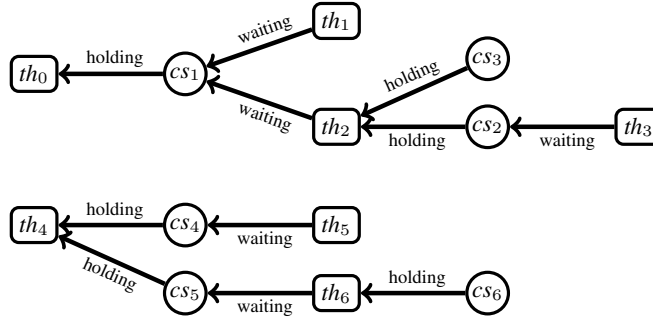 th₁
waiting
holding
th₀
cs₁
cs₃
holding
waiting
th₂
holding
cs₂
waiting
th₃
th₄
holding
cs₄
waiting
th₅
holding
cs₅
waiting
th₆
holding
cs₆